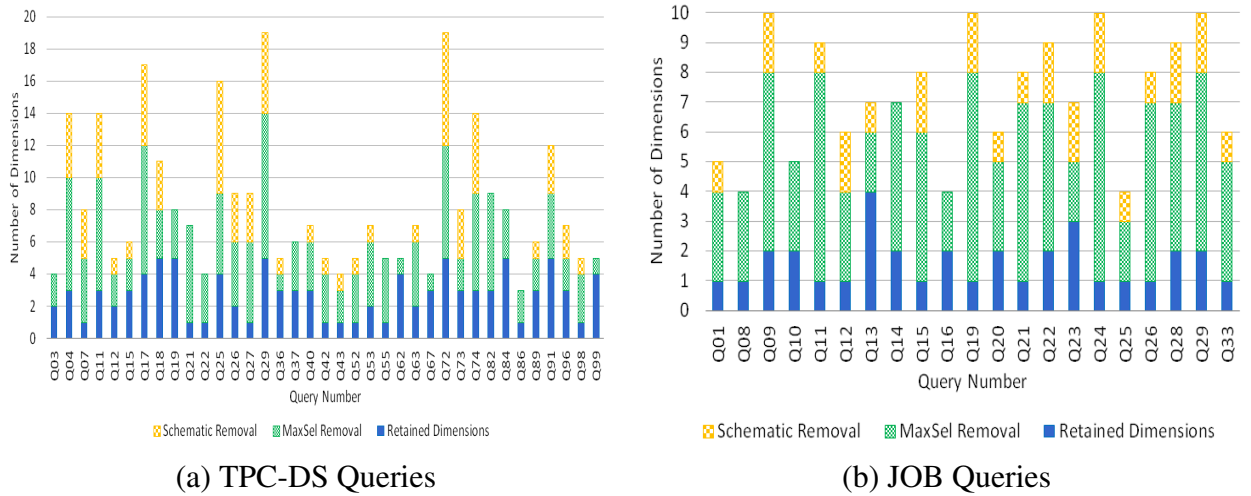 Number of Dimensions
20
18
16
14
12
10
8
6
4
2
0
Q03 Q04 Q07 Q11 Q12 Q15 Q17 Q18 Q19 Q21 Q22 Q25 Q26 Q27 Q29 Q36 Q37 Q40 Q42 Q43 Q52 Q53 Q55 Q62 Q63 Q67 Q72 Q73 Q74 Q82 Q84 Q86 Q89 Q91 Q96 Q98 Q99
Query Number
Schematic Removal MaxSel Removal Retained Dimensions
(a) TPC-DS Queries
Number of Dimensions
10
9
8
7
6
5
4
3
2
1
0
Q01 Q08 Q09 Q10 Q11 Q12 Q13 Q14 Q15 Q16 Q19 Q20 Q21 Q22 Q23 Q24 Q25 Q26 Q28 Q29 Q33
Query Number
Schematic Removal MaxSel Removal Retained Dimensions
(b) JOB Queries